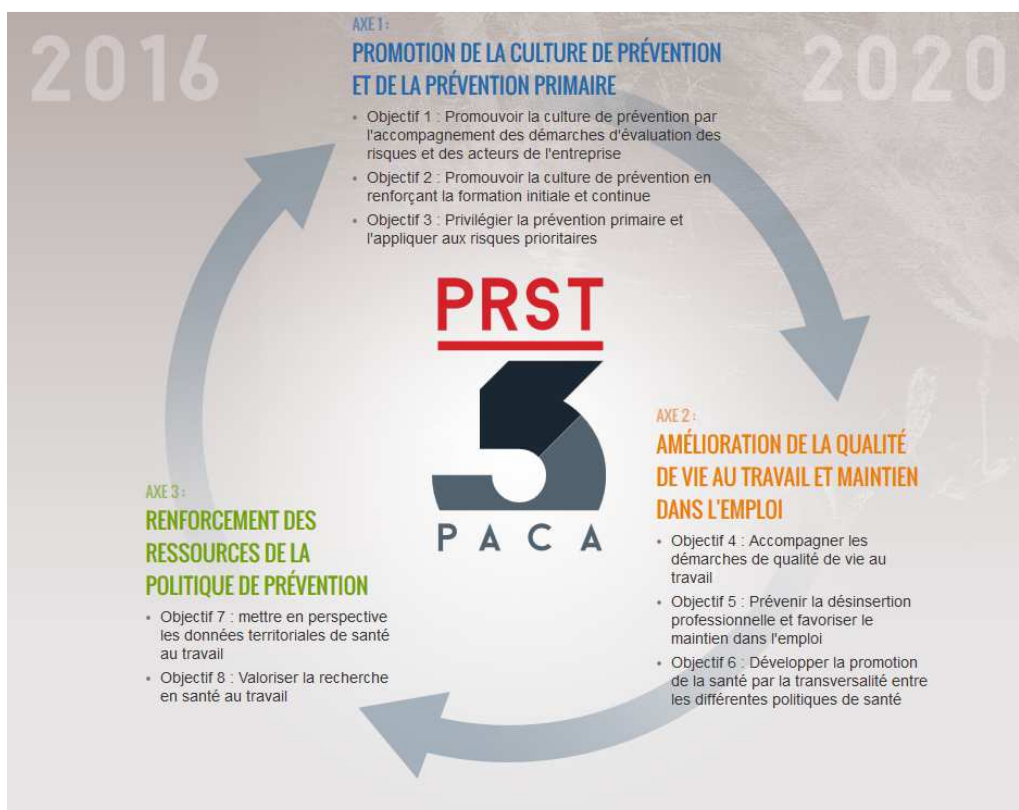 2016
2020
AXE 1 :
PROMOTION DE LA CULTURE DE PRÉVENTION
ET DE LA PRÉVENTION PRIMAIRE
• Objectif 1 : Promouvoir la culture de prévention par
l'accompagnement des démarches d'évaluation des
risques et des acteurs de l'entreprise
• Objectif 2 : Promouvoir la culture de prévention en
renforçant la formation initiale et continue
• Objectif 3 : Privilégier la prévention primaire et
l'appliquer aux risques prioritaires
PRST
3
PACA
AXE 2 :
AMÉLIORATION DE LA QUALITÉ
DE VIE AU TRAVAIL ET MAINTIEN
DANS L'EMPLOI
• Objectif 4 : Accompagner les
démarches de qualité de vie au
travail
• Objectif 5 : Prévenir la désinsertion
professionnelle et favoriser le
maintien dans l'emploi
• Objectif 6 : Développer la promotion
de la santé par la transversalité entre
les différentes politiques de santé
AXE 3 :
RENFORCEMENT DES
RESSOURCES DE LA
POLITIQUE DE PRÉVENTION
• Objectif 7 : mettre en perspective
les données territoriales de santé
au travail
• Objectif 8 : Valoriser la recherche
en santé au travail